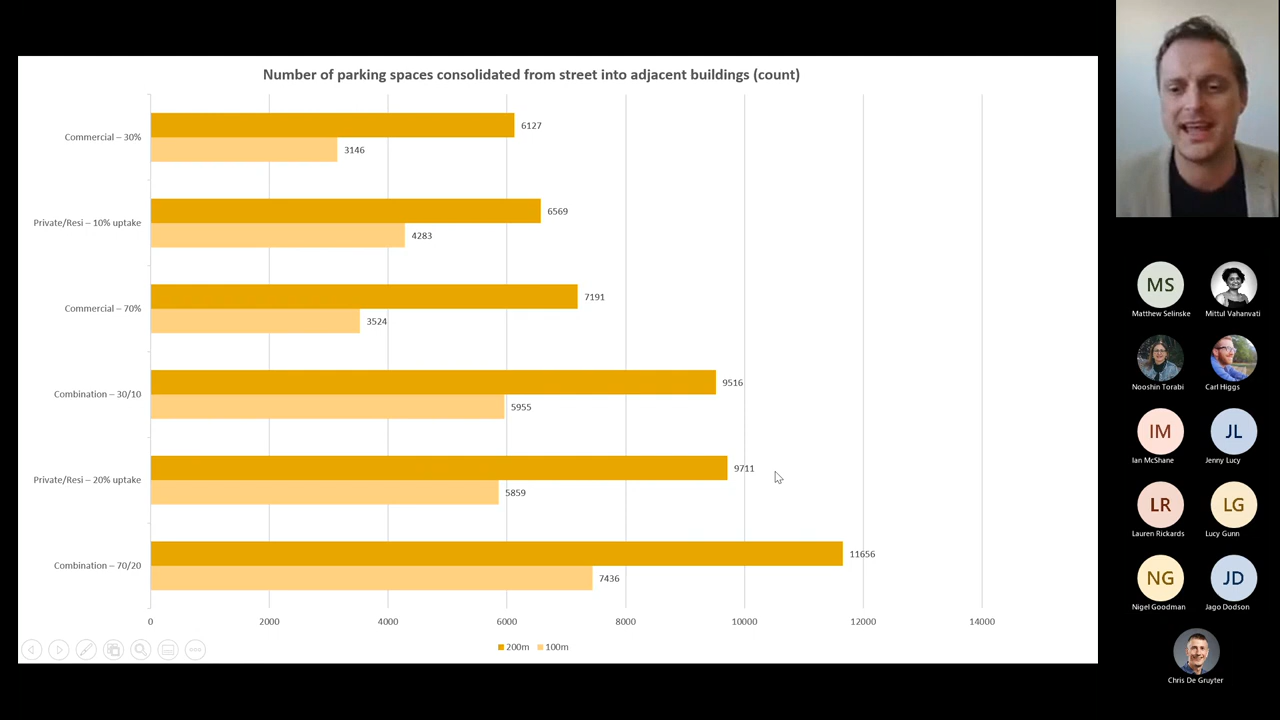 Number of parking spaces consolidated from street into adjacent buildings (count)
Commercial – 30%
6127
3146
Private/Resi – 10% uptake
6569
4283
Commercial – 70%
7191
3524
Combination – 30/10
9516
5955
Private/Resi – 20% uptake
9711
5859
Combination – 70/20
11656
7436
0 2000 4000 6000 8000 10000 12000 14000
200m 100m
MS
Matthew Selinske
Mittul Vahanvati
Nooshin Torabi
Carl Higgs
IM
Ian McShane
JL
Jenny Lucy
LR
Lauren Rickards
LG
Lucy Gunn
NG
Nigel Goodman
JD
Jago Dodson
Chris De Gruyter